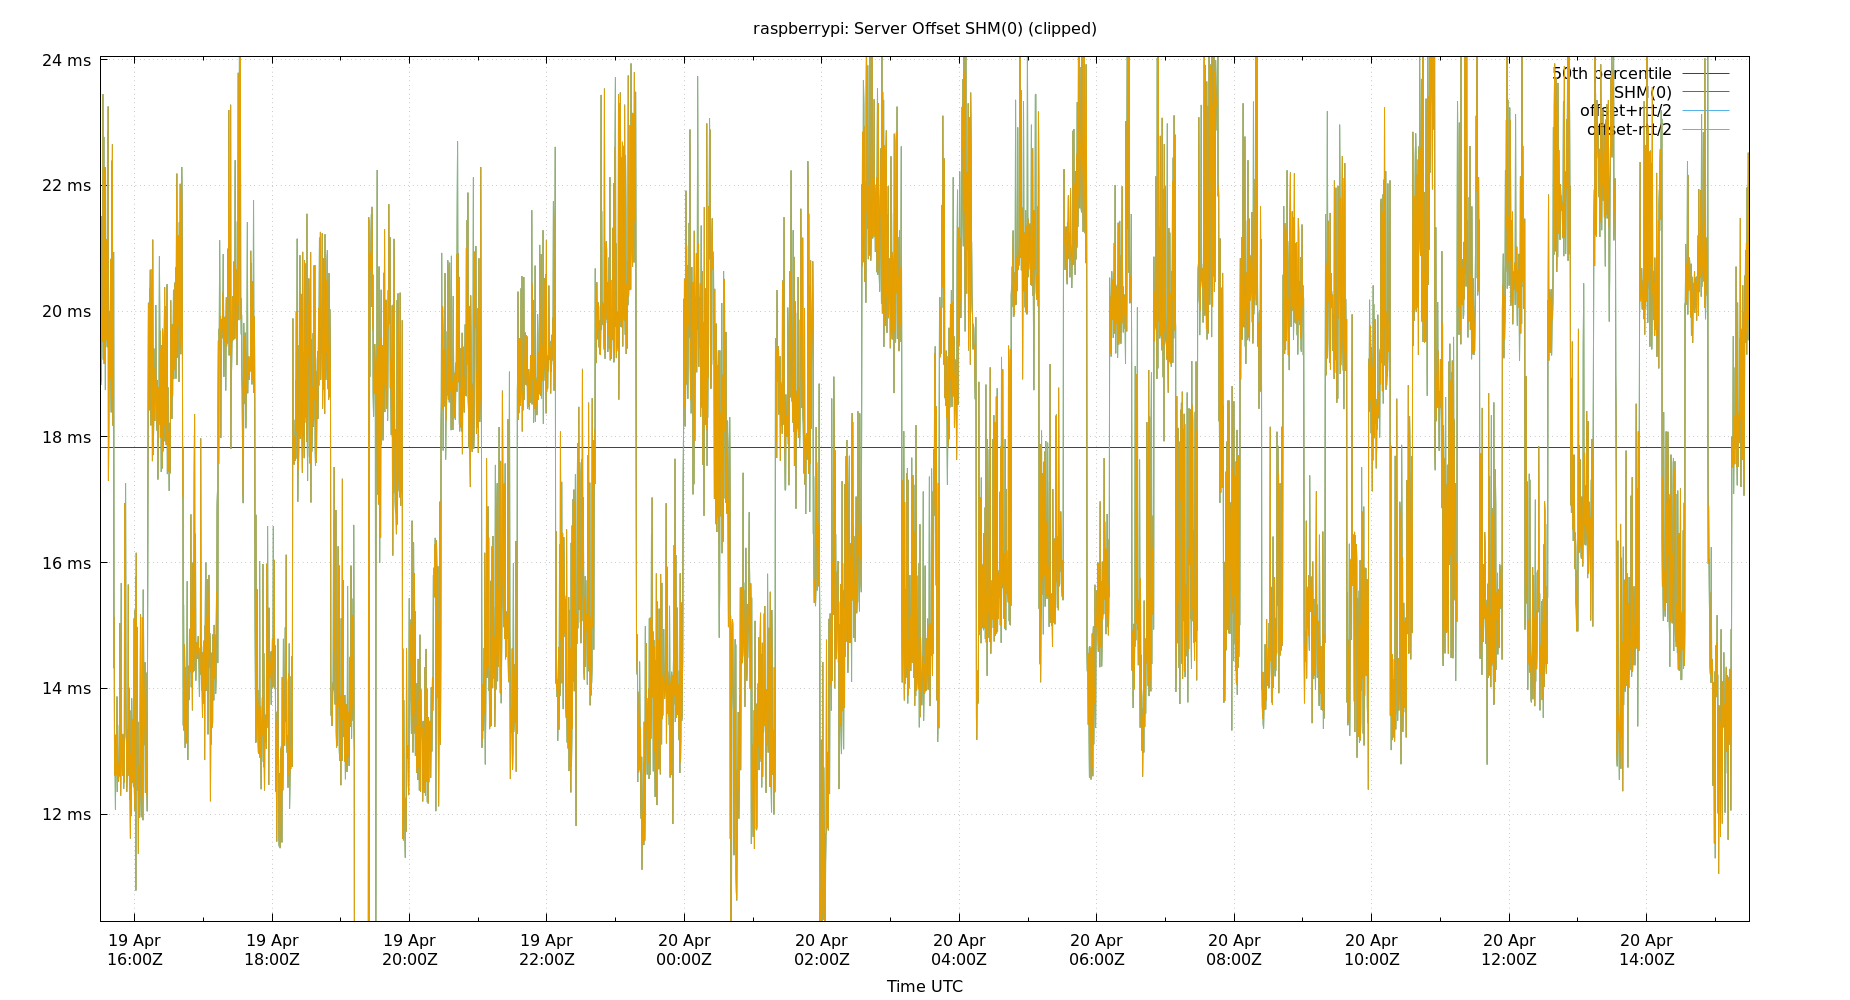 raspberrypi: Server Offset SHM(0) (clipped)
24 ms
22 ms
20 ms
18 ms
16 ms
14 ms
12 ms
50th percentile
SHM(0)
offset+rtt/2
offset-rtt/2
19 Apr 19 Apr 19 Apr 19 Apr 20 Apr 20 Apr 20 Apr 20 Apr 20 Apr 20 Apr 20 Apr 20 Apr
16:00Z 18:00Z 20:00Z 22:00Z 00:00Z 02:00Z 04:00Z 06:00Z 08:00Z 10:00Z 12:00Z 14:00Z
Time UTC